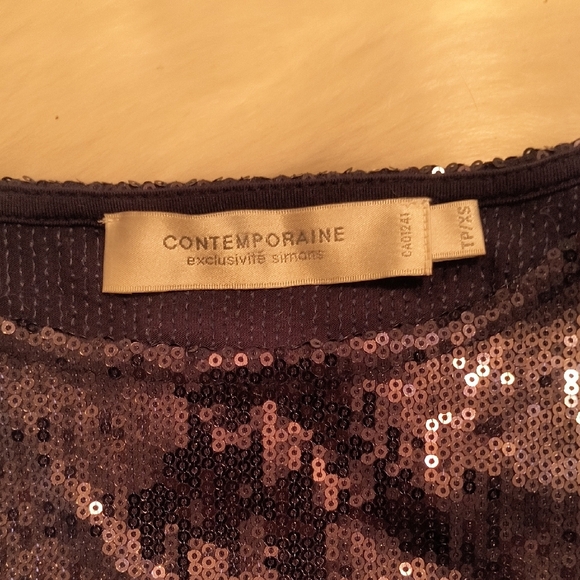 CONTEMPORAINE
exclusivité simons
CA01241
TP/XS